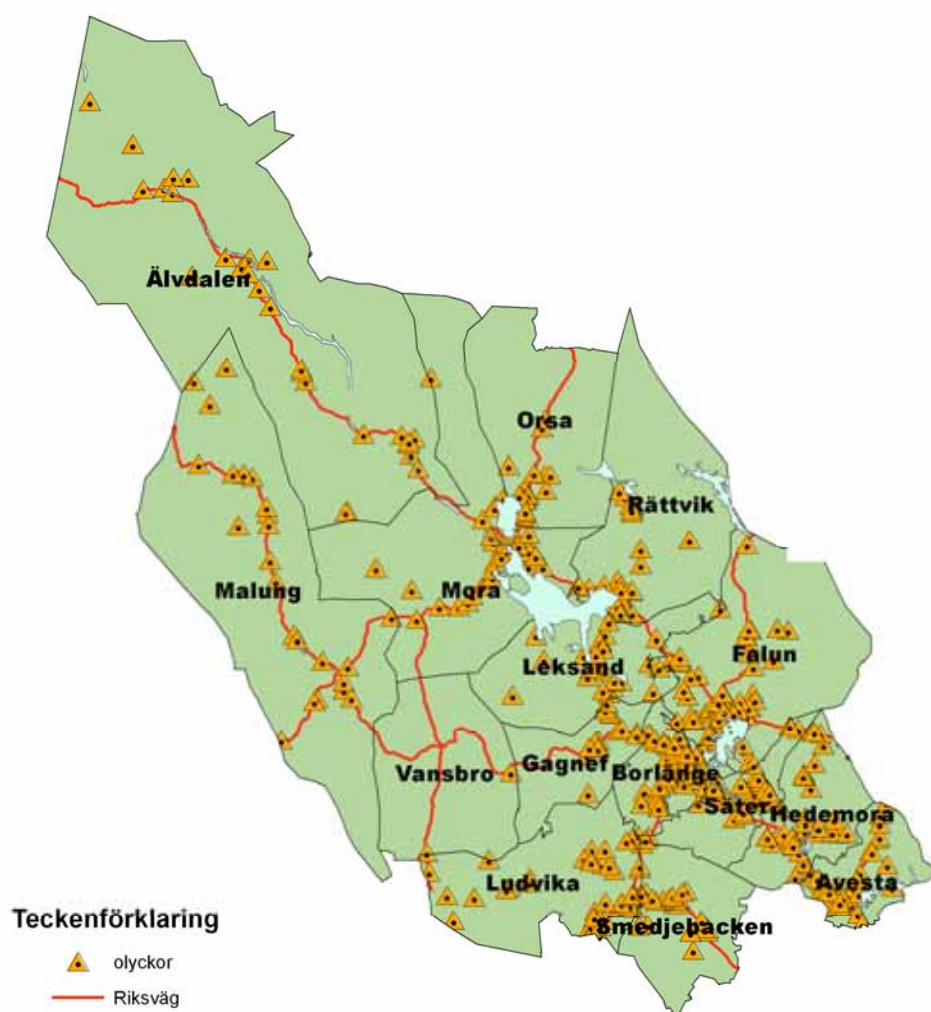 Älvdalen
Orsa
Rättvik
Malung
Mora
Leksand
Falun
Vansbro
Gagnef
Borlänge
Säter
Hedemora
Ludvika
Avesta
Smedjebacken
Teckenförklaring
olyckor
Riksväg